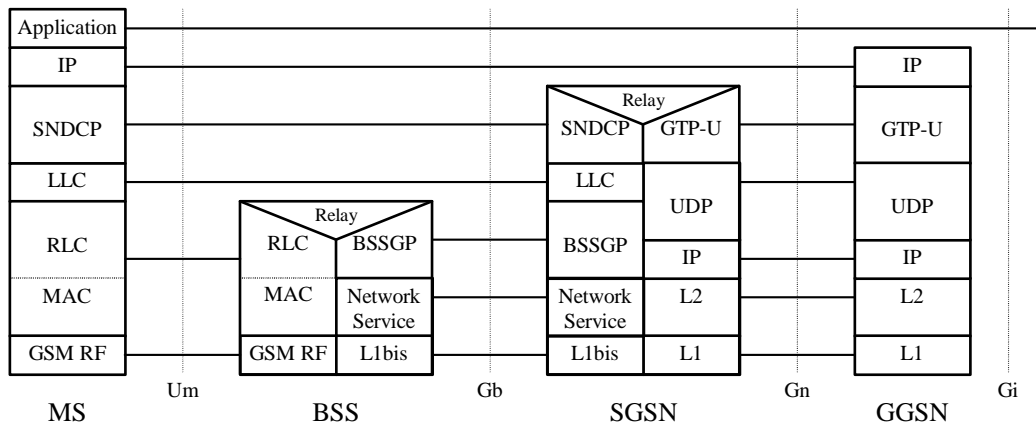 Application
IP
IP
Relay
SNDCP
SNDCP
GTP-U
GTP-U
LLC
LLC
UDP
UDP
Relay
RLC
RLC
BSSGP
BSSGP
IP
IP
MAC
MAC
Network
Service
Network
Service
L2
L2
GSM RF
GSM RF
L1bis
L1bis
L1
L1
Um
Gb
Gn
Gi
MS
BSS
SGSN
GGSN